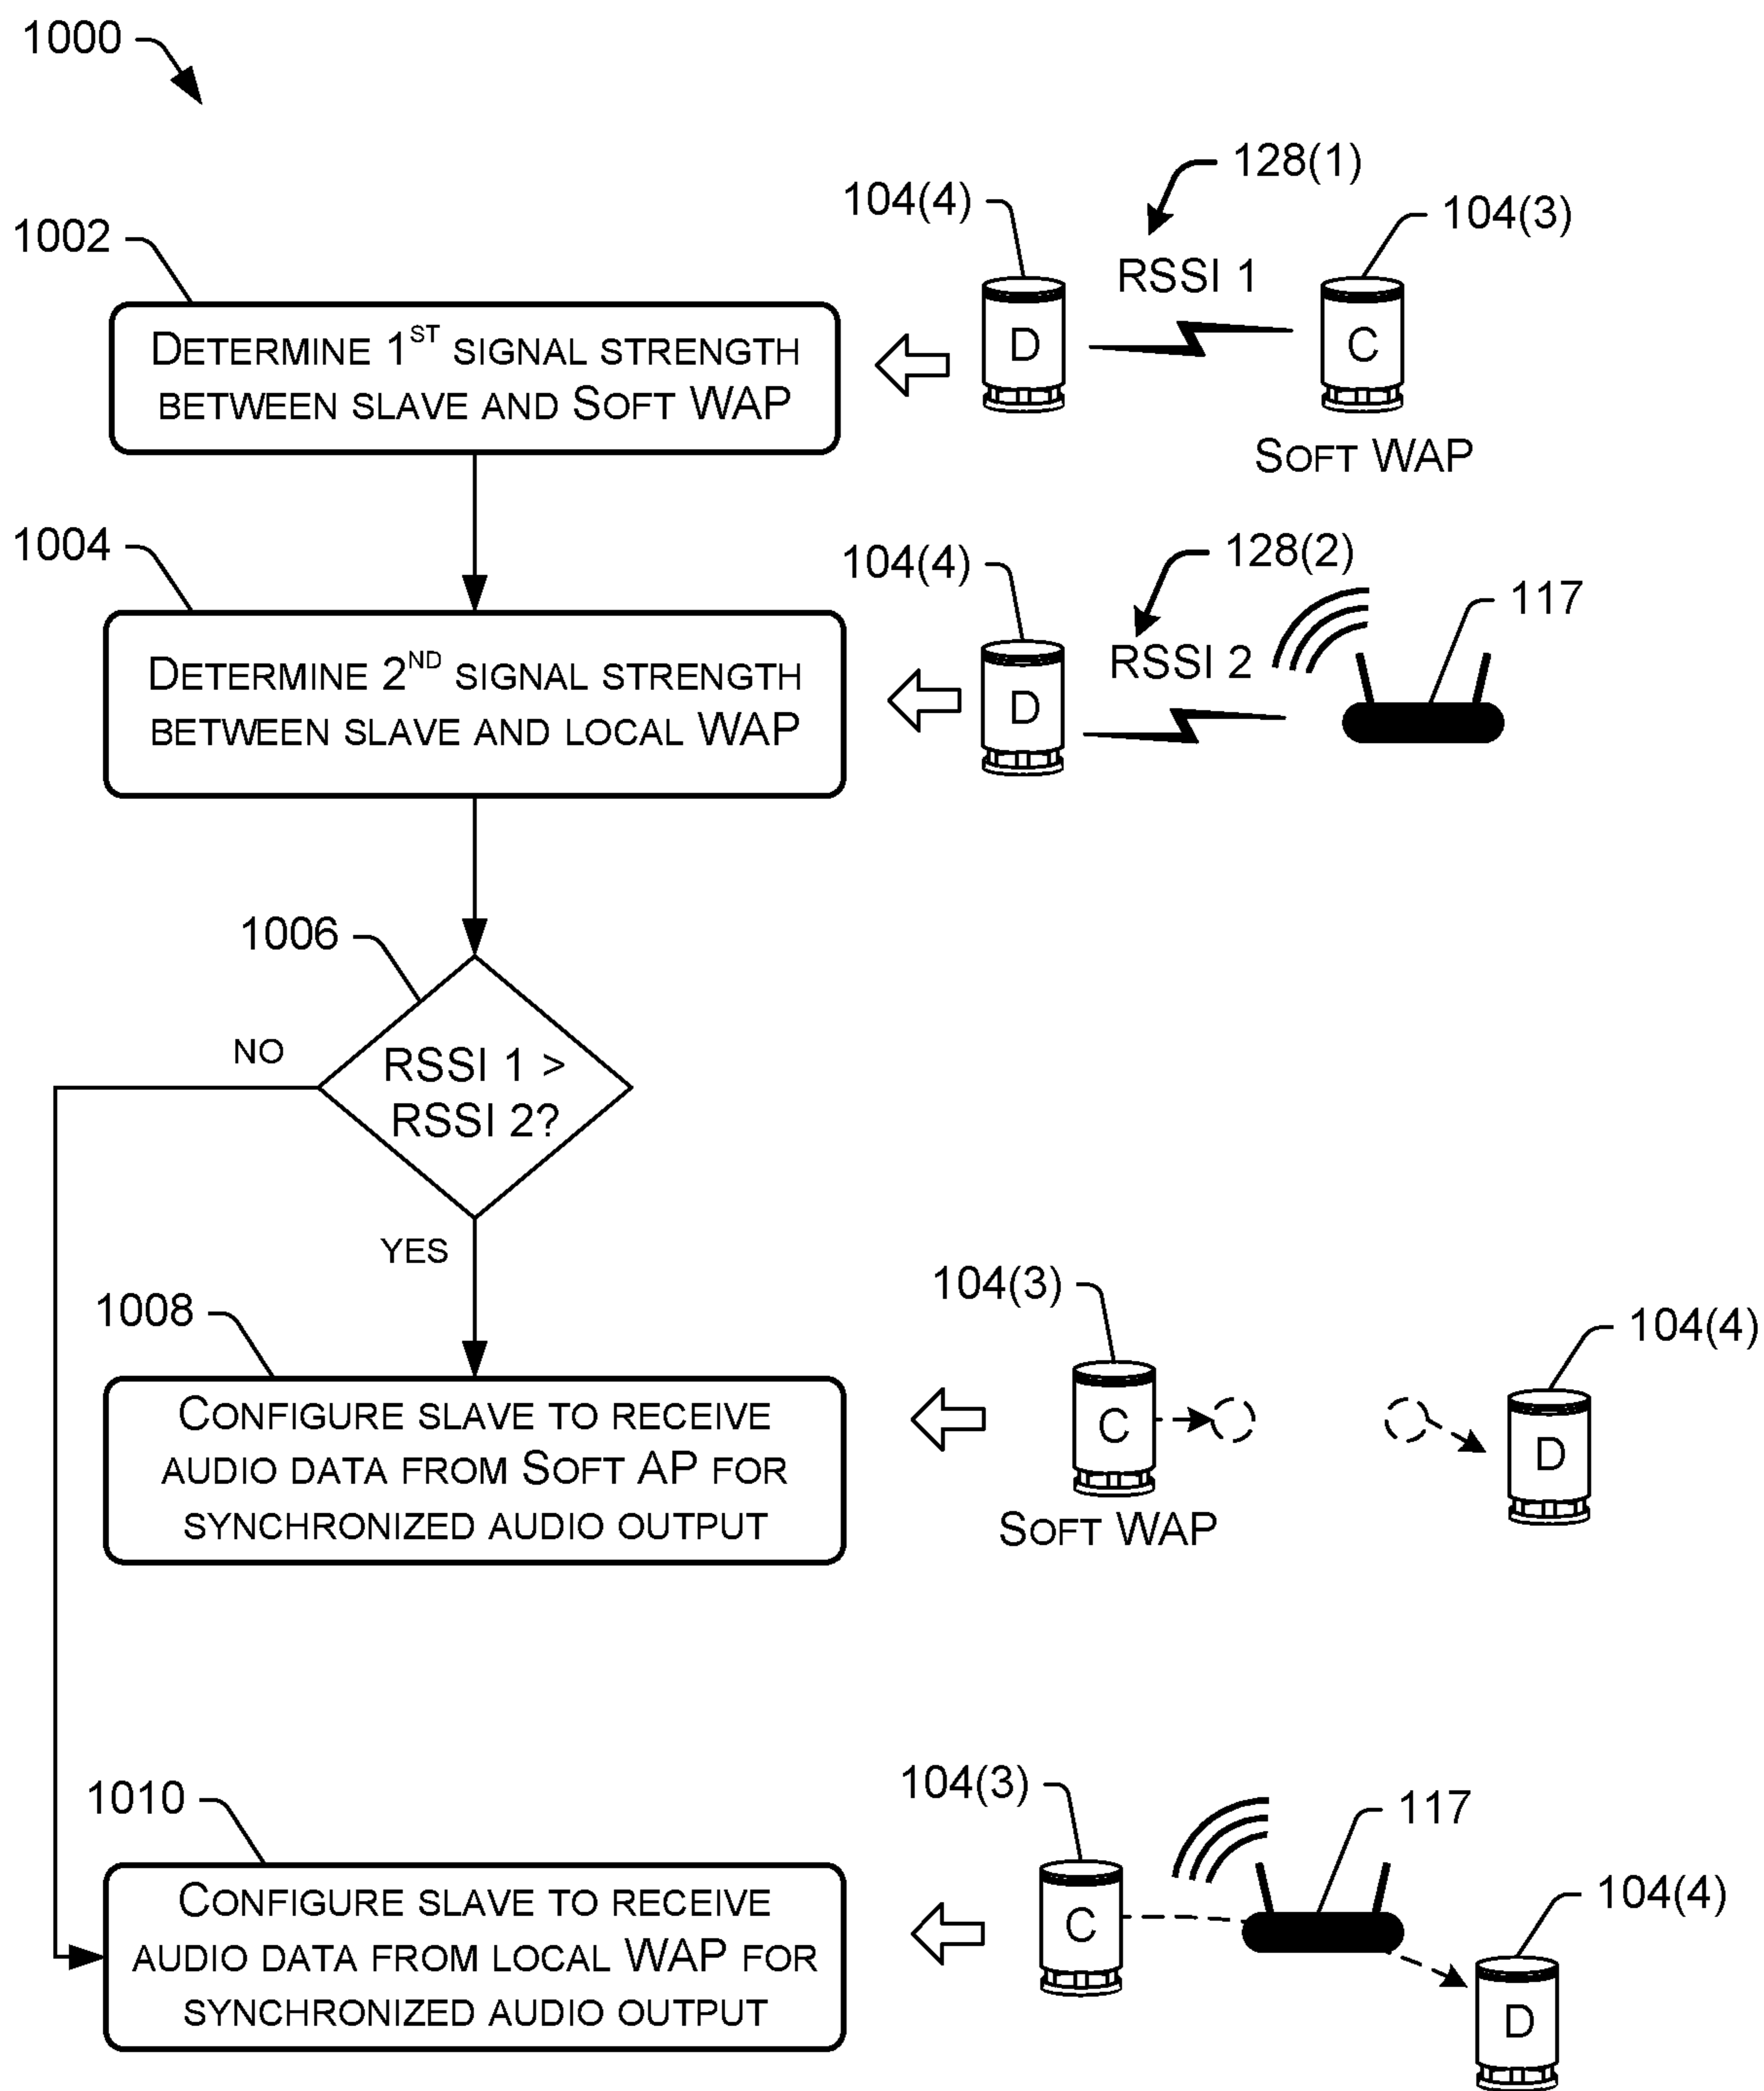 1000
128(1)
104(4)
104(3)
1002
RSSI 1
DETERMINE 1ST SIGNAL STRENGTH
BETWEEN SLAVE AND SOFT WAP
D
C
SOFT WAP
1004
104(4)
128(2)
117
DETERMINE 2ND SIGNAL STRENGTH
BETWEEN SLAVE AND LOCAL WAP
RSSI 2
D
1006
NO
RSSI 1 >
RSSI 2?
YES
1008
104(3)
104(4)
CONFIGURE SLAVE TO RECEIVE
AUDIO DATA FROM SOFT AP FOR
SYNCHRONIZED AUDIO OUTPUT
C
D
SOFT WAP
1010
104(3)
117
104(4)
CONFIGURE SLAVE TO RECEIVE
AUDIO DATA FROM LOCAL WAP FOR
SYNCHRONIZED AUDIO OUTPUT
C
D